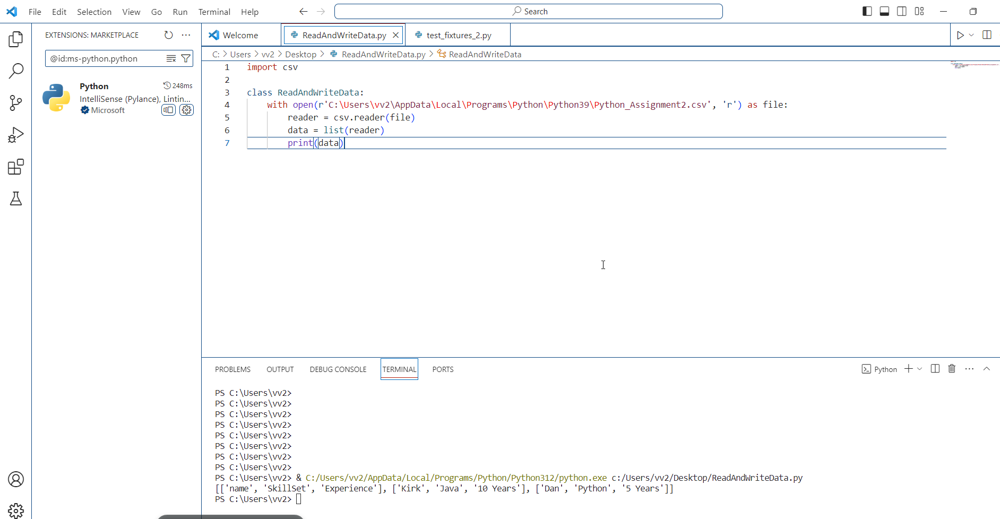 File Edit Selection View Go Run Terminal Help Search
EXTENSIONS: MARKETPLACE
@id:ms-python.python
Python 248ms
IntelliSense (Pylance), Lintin...
Microsoft
Welcome ReadAndWriteData.py test_fixtures_2.py
C: > Users > vv2 > Desktop > ReadAndWriteData.py > ReadAndWriteData
1 import csv
2
3 class ReadAndWriteData:
4 with open(r'C:\Users\vv2\AppData\Local\Programs\Python\Python39\Python_Assignment2.csv', 'r') as file:
5 reader = csv.reader(file)
6 data = list(reader)
7 print(data)
PROBLEMS OUTPUT DEBUG CONSOLE TERMINAL PORTS Python
PS C:\Users\vv2>
PS C:\Users\vv2>
PS C:\Users\vv2>
PS C:\Users\vv2>
PS C:\Users\vv2>
PS C:\Users\vv2>
PS C:\Users\vv2>
PS C:\Users\vv2>
PS C:\Users\vv2> & C:/Users/vv2/AppData/Local/Programs/Python/Python312/python.exe c:/Users/vv2/Desktop/ReadAndWriteData.py
[['name', 'SkillSet', 'Experience'], ['Kirk', 'Java', '10 Years'], ['Dan', 'Python', '5 Years']]
PS C:\Users\vv2>